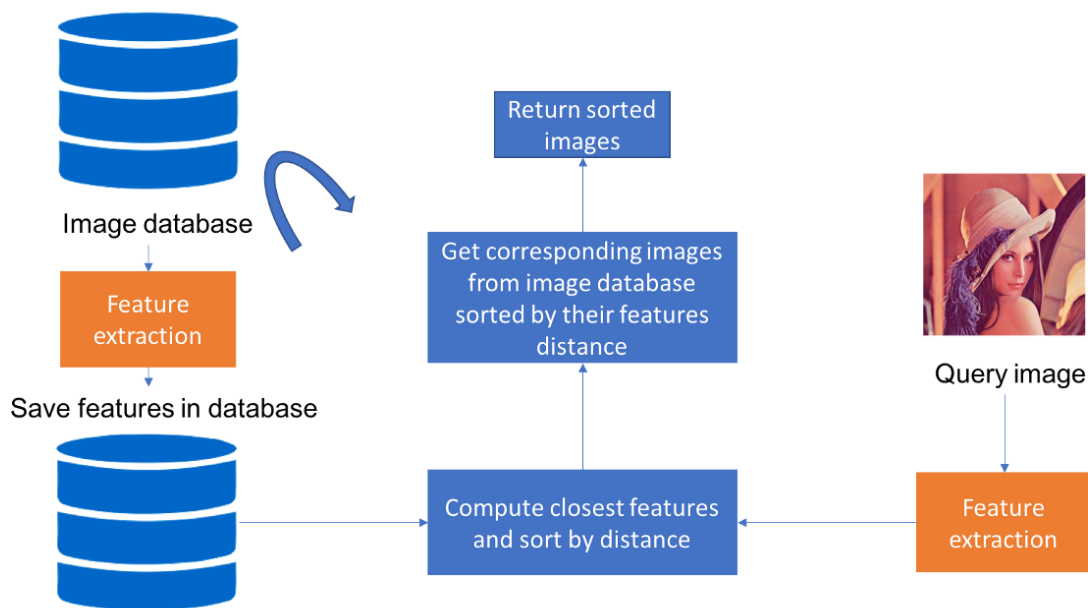 Image database
Feature
extraction
Save features in database
Return sorted
images
Get corresponding images
from image database
sorted by their features
distance
Compute closest features
and sort by distance
Query image
Feature
extraction